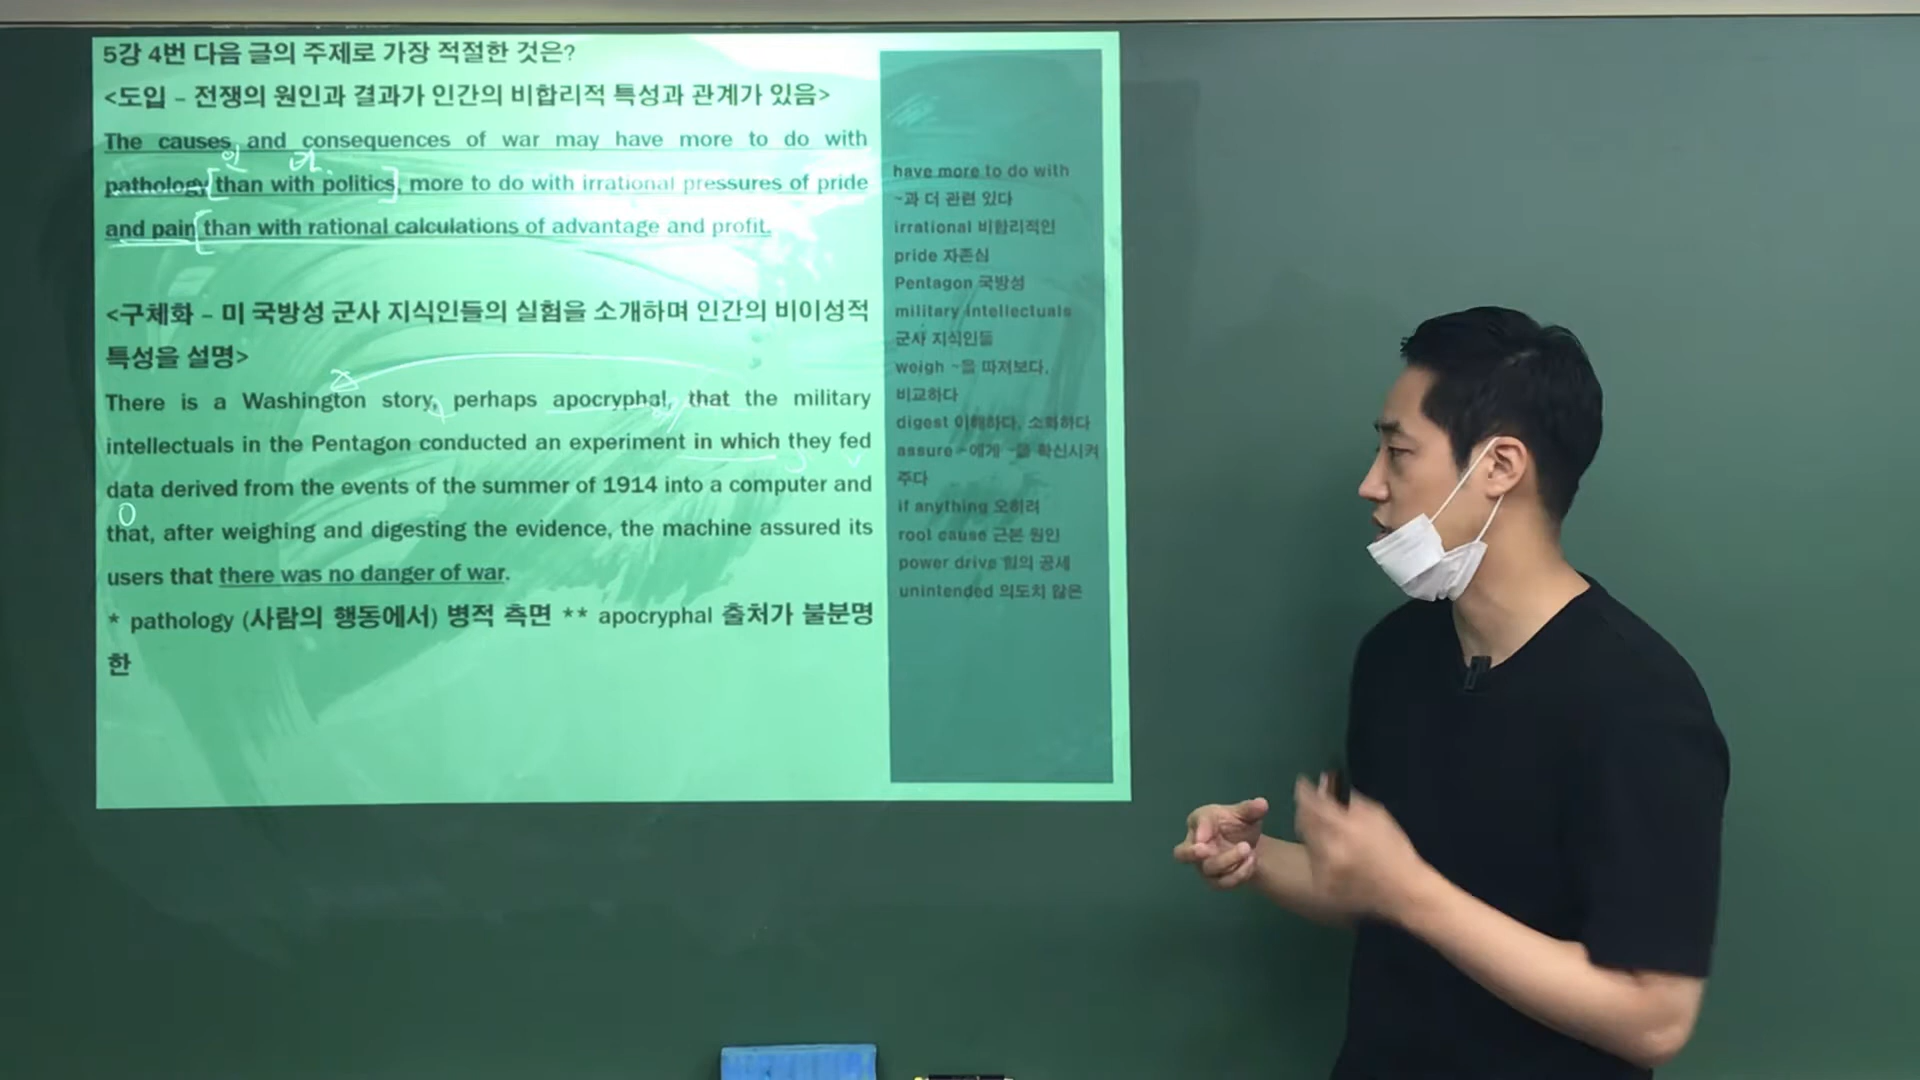 5강 4번 다음 글의 주제로 가장 적절한 것은?
<도입 – 전쟁의 원인과 결과가 인간의 비합리적 특성과 관계가 있음>
The causes and consequences of war may have more to do with
pathology than with politics, more to do with irrational pressures of pride
and pain than with rational calculations of advantage and profit.
<구체화 – 미 국방성 군사 지식인들의 실험을 소개하며 인간의 비이성적
특성을 설명>
There is a Washington story, perhaps apocryphal, that the military
intellectuals in the Pentagon conducted an experiment in which they fed
data derived from the events of the summer of 1914 into a computer and
that, after weighing and digesting the evidence, the machine assured its
users that there was no danger of war.
* pathology (사람의 행동에서) 병적 측면 ** apocryphal 출처가 불분명
한
have more to do with
~과 더 관련 있다
irrational 비합리적인
pride 자존심
Pentagon 국방성
military intellectuals
군사 지식인들
weigh ~을 따져보다,
비교하다
digest 이해하다, 소화하다
assure ~에게 ~을 확신시켜
주다
if anything 오히려
root cause 근본 원인
power drive 힘의 공세
unintended 의도치 않은